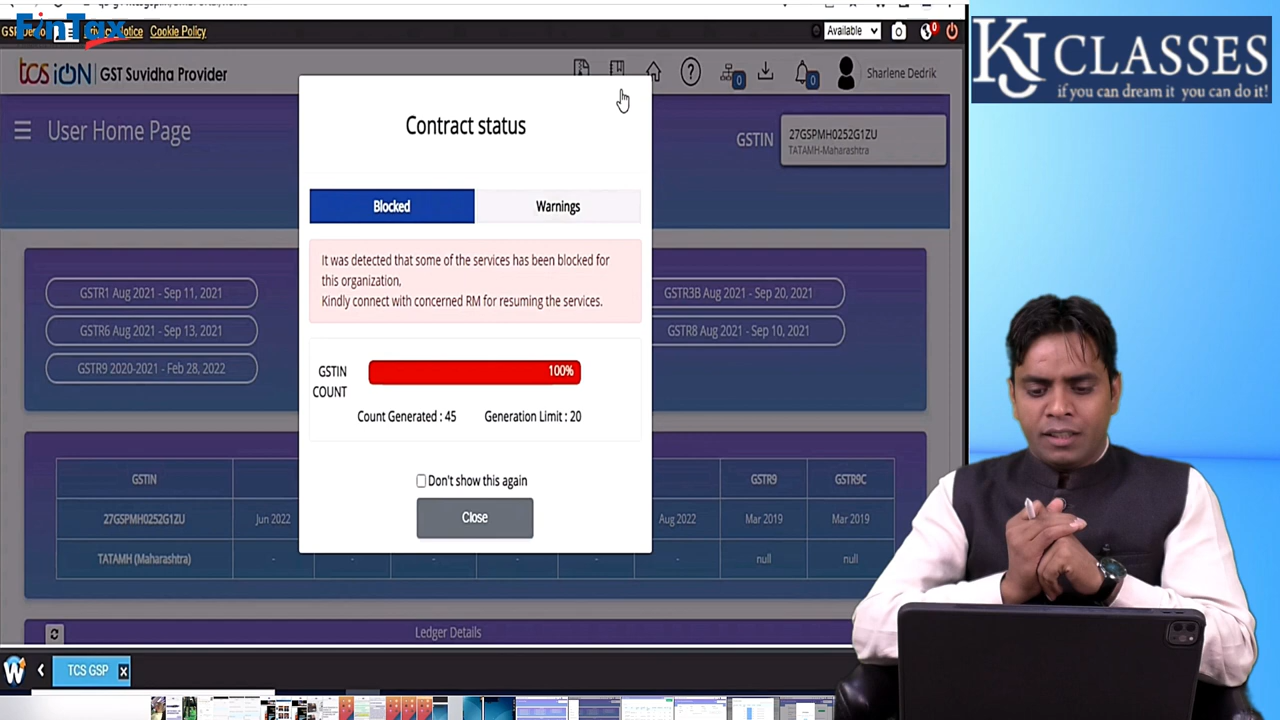 FinTax
Privacy Notice Cookie Policy
Available
0
tcs iON | GST Suvidha Provider
0
0
Sharlene Dedrik
KJ CLASSES
if you can dream it you can do it!
User Home Page
GSTIN
27GSPMH0252G1ZU
TATAMH-Maharashtra
Contract status
Blocked
Warnings
It was detected that some of the services has been blocked for
this organization,
Kindly connect with concerned RM for resuming the services.
GSTR1 Aug 2021 - Sep 11, 2021
GSTR3B Aug 2021 - Sep 20, 2021
GSTR6 Aug 2021 - Sep 13, 2021
GSTR8 Aug 2021 - Sep 10, 2021
GSTR9 2020-2021 - Feb 28, 2022
GSTIN
COUNT
100%
Count Generated : 45
Generation Limit : 20
Don't show this again
Close
GSTIN
GSTR9
GSTR9C
27GSPMH0252G1ZU
Jun 2022
Aug 2022
Mar 2019
Mar 2019
TATAMH (Maharashtra)
-
-
-
-
-
-
null
null
Ledger Details
W
TCS GSP
x